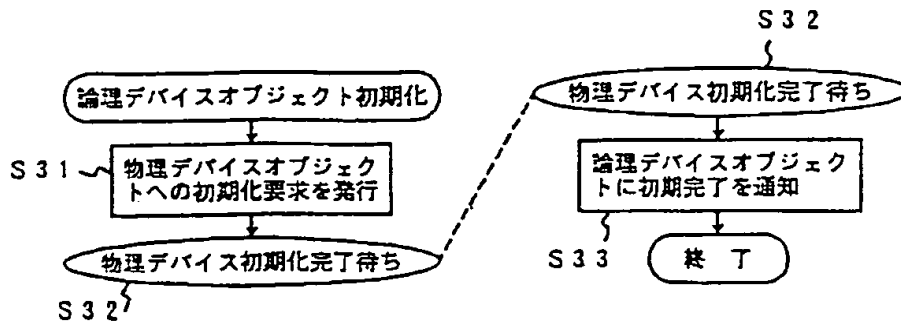 論理デバイスオブジェクト初期化
S31
物理デバイスオブジェク
トへの初期化要求を発行
物理デバイス初期化完了待ち
S32
S32
物理デバイス初期化完了待ち
論理デバイスオブジェク
トに初期完了を通知
S33
終了